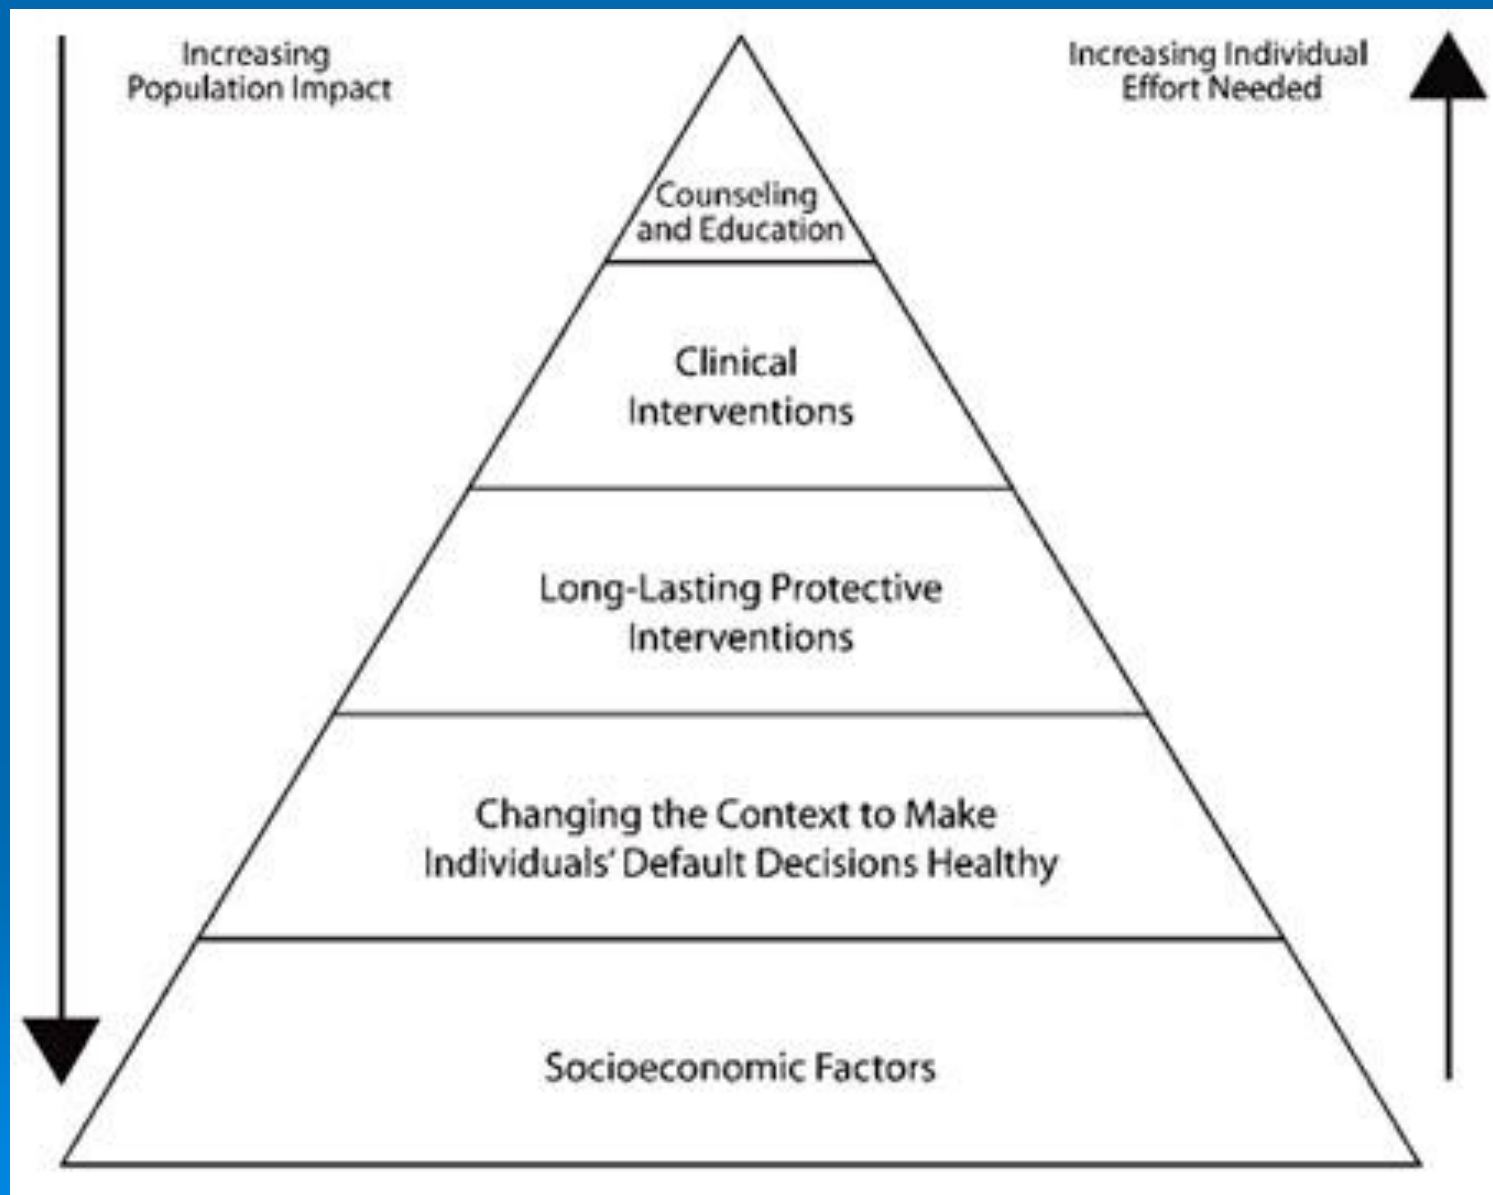 Increasing
Population Impact
Increasing Individual
Effort Needed
Counseling
and Education
Clinical
Interventions
Long-Lasting Protective
Interventions
Changing the Context to Make
Individuals' Default Decisions Healthy
Socioeconomic Factors